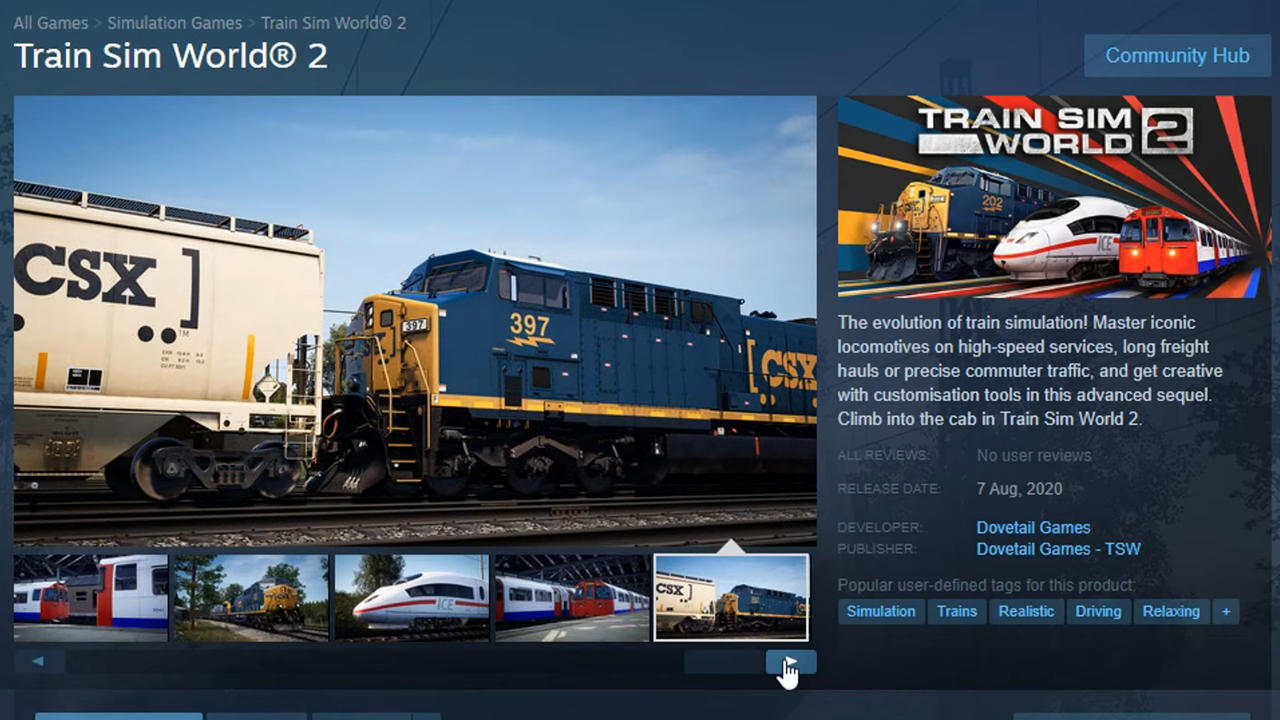 All Games > Simulation Games > Train Sim World® 2
Train Sim World® 2
Community Hub
CSX
397
397
CSX
TRAIN SIM
WORLD 2
202
ICE
The evolution of train simulation! Master iconic
locomotives on high-speed services, long freight
hauls or precise commuter traffic, and get creative
with customisation tools in this advanced sequel.
Climb into the cab in Train Sim World 2.
ALL REVIEWS: No user reviews
RELEASE DATE: 7 Aug, 2020
DEVELOPER: Dovetail Games
PUBLISHER: Dovetail Games - TSW
Popular user-defined tags for this product:
Simulation Trains Realistic Driving Relaxing +
ICE
CSX